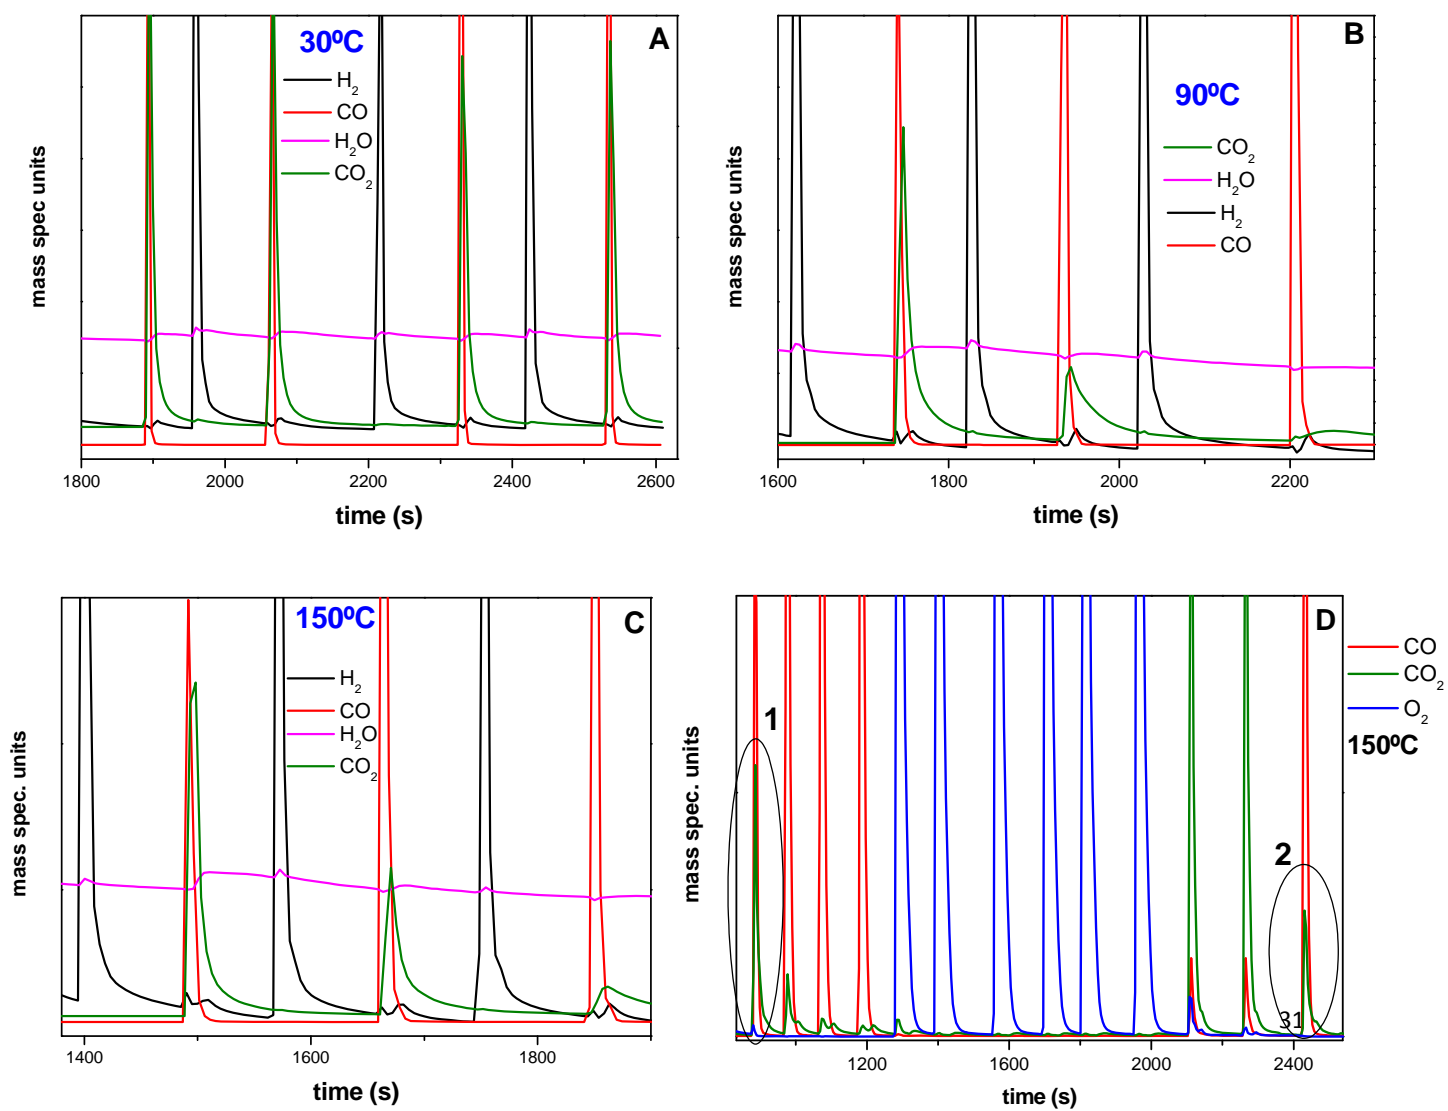 A
30ºC
H2
CO
H2O
CO2
mass spec units
1800 2000 2200 2400 2600
time (s)
B
90ºC
CO2
H2O
H2
CO
mass spec units
1600 1800 2000 2200
time (s)
C
150ºC
H2
CO
H2O
CO2
mass spec. units
1400 1600 1800
time (s)
D
CO
CO2
O2
150ºC
1
2
31
mass spec. units
1200 1600 2000 2400
time (s)